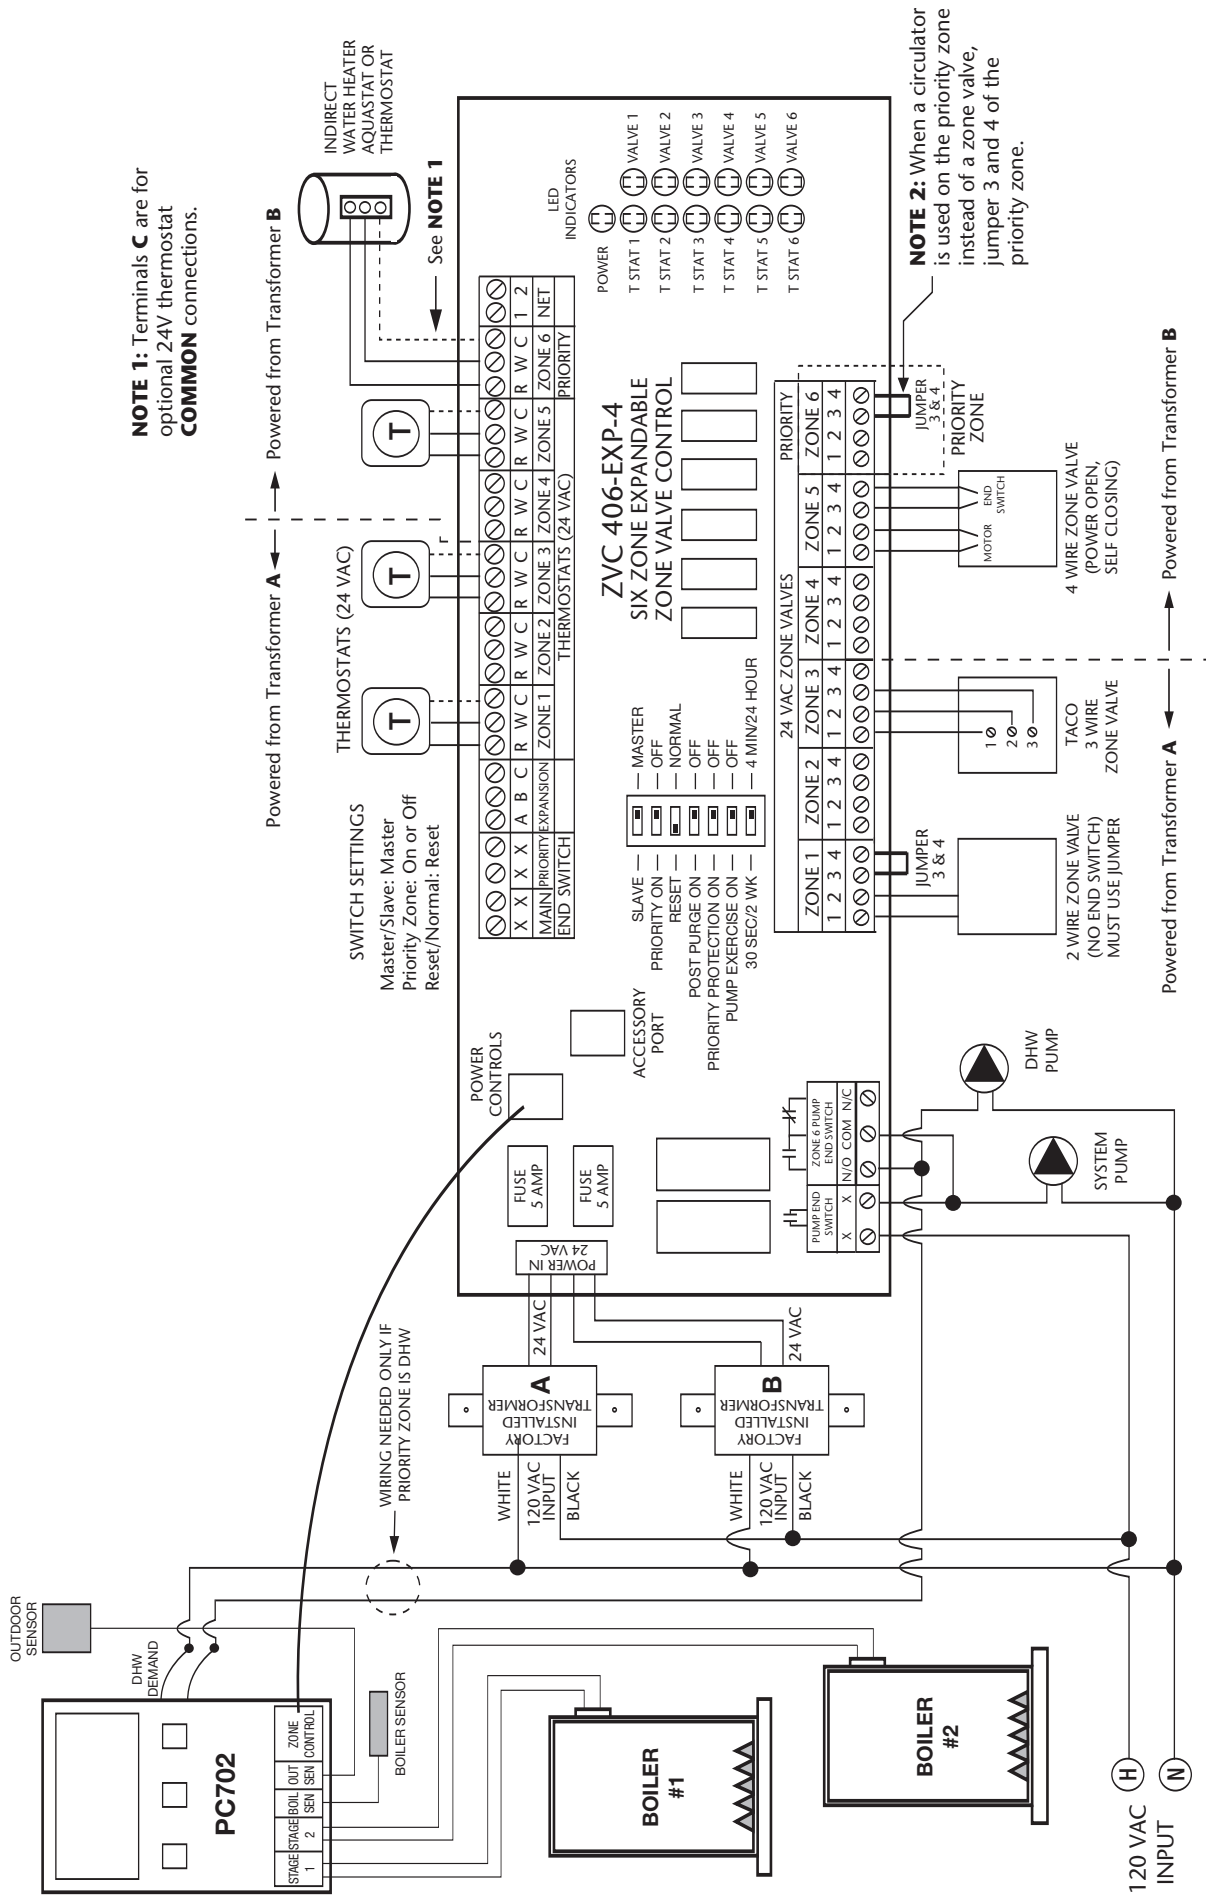 NOTE 1: Terminals C are for
optional 24V thermostat
COMMON connections.
Powered from Transformer A
Powered from Transformer B
INDIRECT
WATER HEATER
AQUASTAT OR
THERMOSTAT
See NOTE 1
THERMOSTATS (24 VAC)
T
T
T
SWITCH SETTINGS
Master/Slave: Master
Priority Zone: On or Off
Reset/Normal: Reset
X X X X A B C R W C R W C R W C R W C R W C R W C 1 2
MAIN PRIORITY EXPANSION ZONE 1 ZONE 2 ZONE 3 ZONE 4 ZONE 5 ZONE 6 NET
END SWITCH THERMOSTATS (24 VAC) PRIORITY
POWER
CONTROLS
ACCESSORY
PORT
FUSE
5 AMP
FUSE
5 AMP
POWER IN
24 VAC
ZVC 406-EXP-4
SIX ZONE EXPANDABLE
ZONE VALVE CONTROL
SLAVE MASTER
PRIORITY ON OFF
RESET NORMAL
POST PURGE ON OFF
PRIORITY PROTECTION ON OFF
PUMP EXERCISE ON OFF
30 SEC/2 WK 4 MIN/24 HOUR
LED
INDICATORS
POWER
T STAT 1 VALVE 1
T STAT 2 VALVE 2
T STAT 3 VALVE 3
T STAT 4 VALVE 4
T STAT 5 VALVE 5
T STAT 6 VALVE 6
24 VAC ZONE VALVES PRIORITY
ZONE 1 ZONE 2 ZONE 3 ZONE 4 ZONE 5 ZONE 6
1 2 3 4 1 2 3 4 1 2 3 4 1 2 3 4 1 2 3 4 1 2 3 4
JUMPER
3 & 4
JUMPER
3 & 4
PRIORITY
ZONE
NOTE 2: When a circulator
is used on the priority zone
instead of a zone valve,
jumper 3 and 4 of the
priority zone.
2 WIRE ZONE VALVE
(NO END SWITCH)
MUST USE JUMPER
1
2
3
TACO
3 WIRE
ZONE VALVE
MOTOR
END
SWITCH
4 WIRE ZONE VALVE
(POWER OPEN,
SELF CLOSING)
Powered from Transformer A
Powered from Transformer B
PUMP END
SWITCH
X X
ZONE 6 PUMP
END SWITCH
N/O COM N/C
SYSTEM
PUMP
DHW
PUMP
24 VAC
A
FACTORY
INSTALLED
TRANSFORMER
WHITE
120 VAC
INPUT
BLACK
24 VAC
B
FACTORY
INSTALLED
TRANSFORMER
WHITE
120 VAC
INPUT
BLACK
WIRING NEEDED ONLY IF
PRIORITY ZONE IS DHW
OUTDOOR
SENSOR
DHW
DEMAND
PC702
STAGE
1
STAGE
2
BOIL
SEN
OUT
SEN
ZONE
CONTROL
BOILER SENSOR
BOILER
#1
BOILER
#2
120 VAC
INPUT
H
N